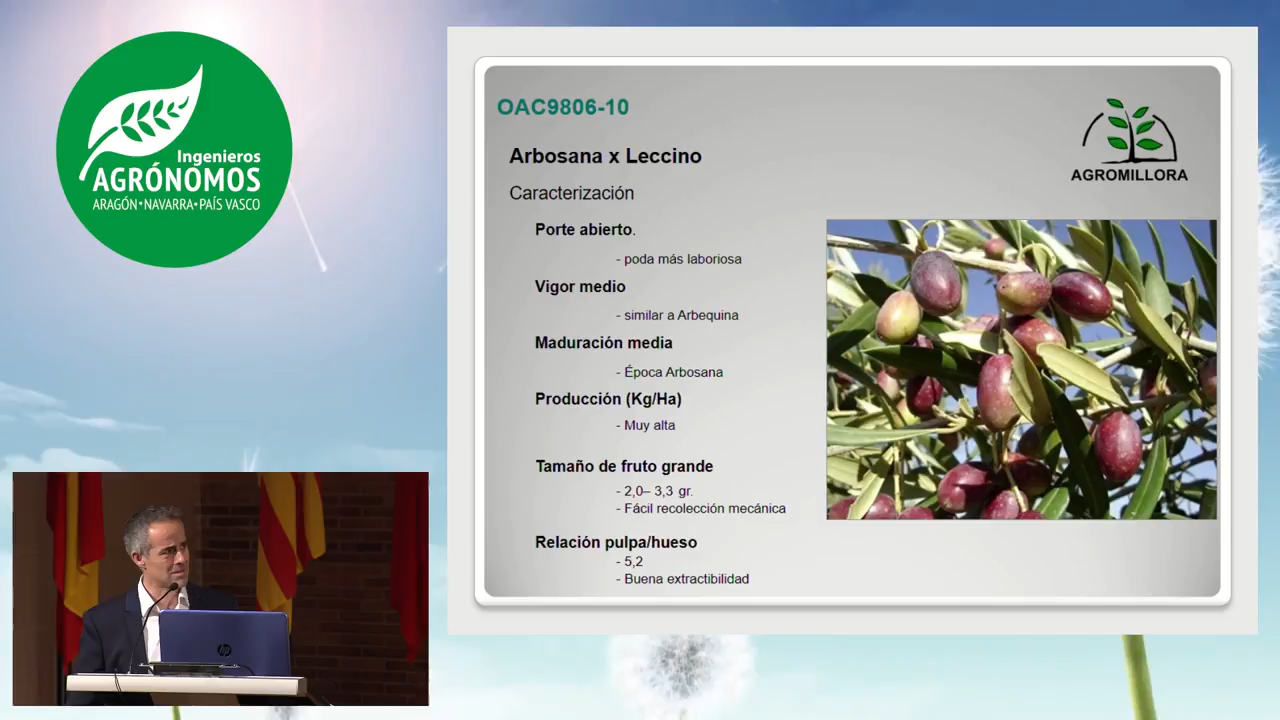 Ingenieros
AGRÓNOMOS
ARAGÓN•NAVARRA•PAÍS VASCO
OAC9806-10
Arbosana x Leccino
Caracterización
AGROMILLORA
Porte abierto.
- poda más laboriosa
Vigor medio
- similar a Arbequina
Maduración media
- Época Arbosana
Producción (Kg/Ha)
- Muy alta
Tamaño de fruto grande
- 2,0– 3,3 gr.
- Fácil recolección mecánica
Relación pulpa/hueso
- 5,2
- Buena extractibilidad
hp